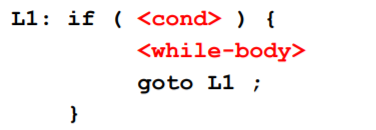 L1: if ( <cond> ) {
<while-body>
goto L1 ;
}